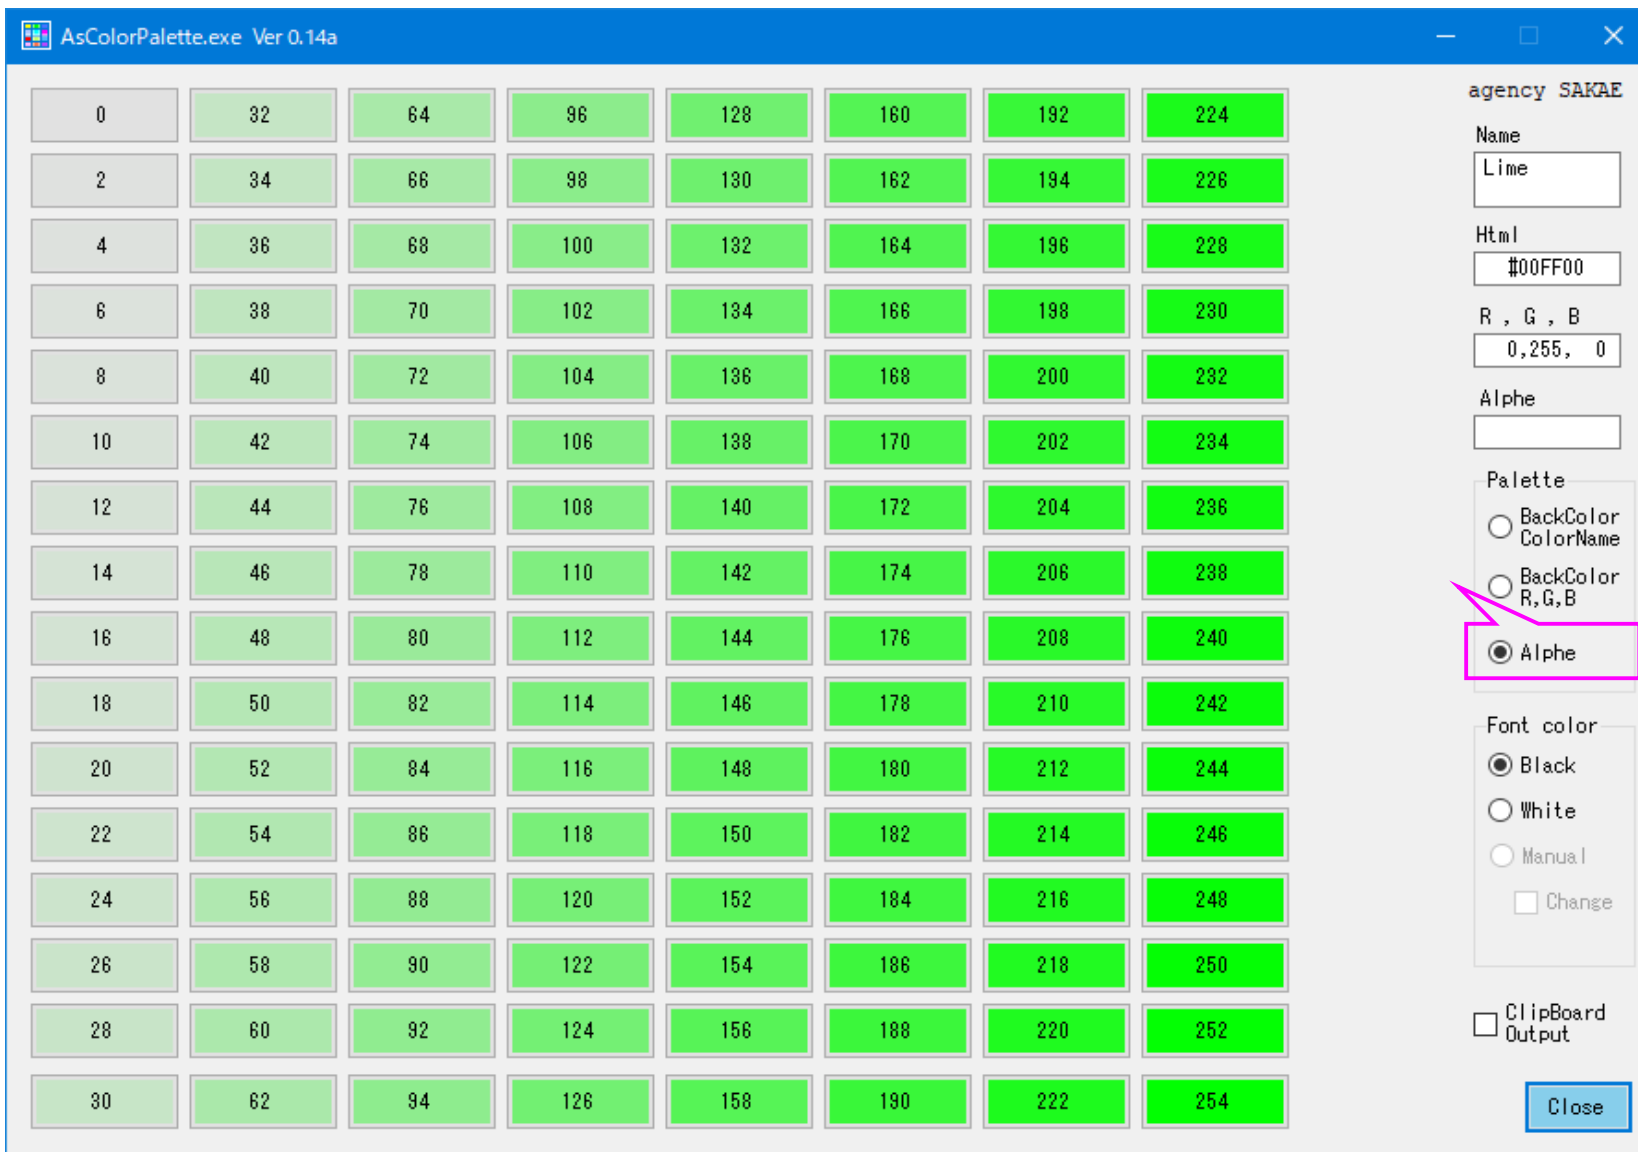 AsColorPalette.exe Ver 0.14a
agency SAKAE
0 32 64 96 128 160 192 224
2 34 66 98 130 162 194 226
4 36 68 100 132 164 196 228
6 38 70 102 134 166 198 230
8 40 72 104 136 168 200 232
10 42 74 106 138 170 202 234
12 44 76 108 140 172 204 236
14 46 78 110 142 174 206 238
16 48 80 112 144 176 208 240
18 50 82 114 146 178 210 242
20 52 84 116 148 180 212 244
22 54 86 118 150 182 214 246
24 56 88 120 152 184 216 248
26 58 90 122 154 186 218 250
28 60 92 124 156 188 220 252
30 62 94 126 158 190 222 254
Name
Lime
Html
#00FF00
R , G , B
0,255, 0
Alphe
Palette
BackColor
ColorName
BackColor
R,G,B
Alphe
Font color
Black
White
Manual
Change
ClipBoard
Output
Close